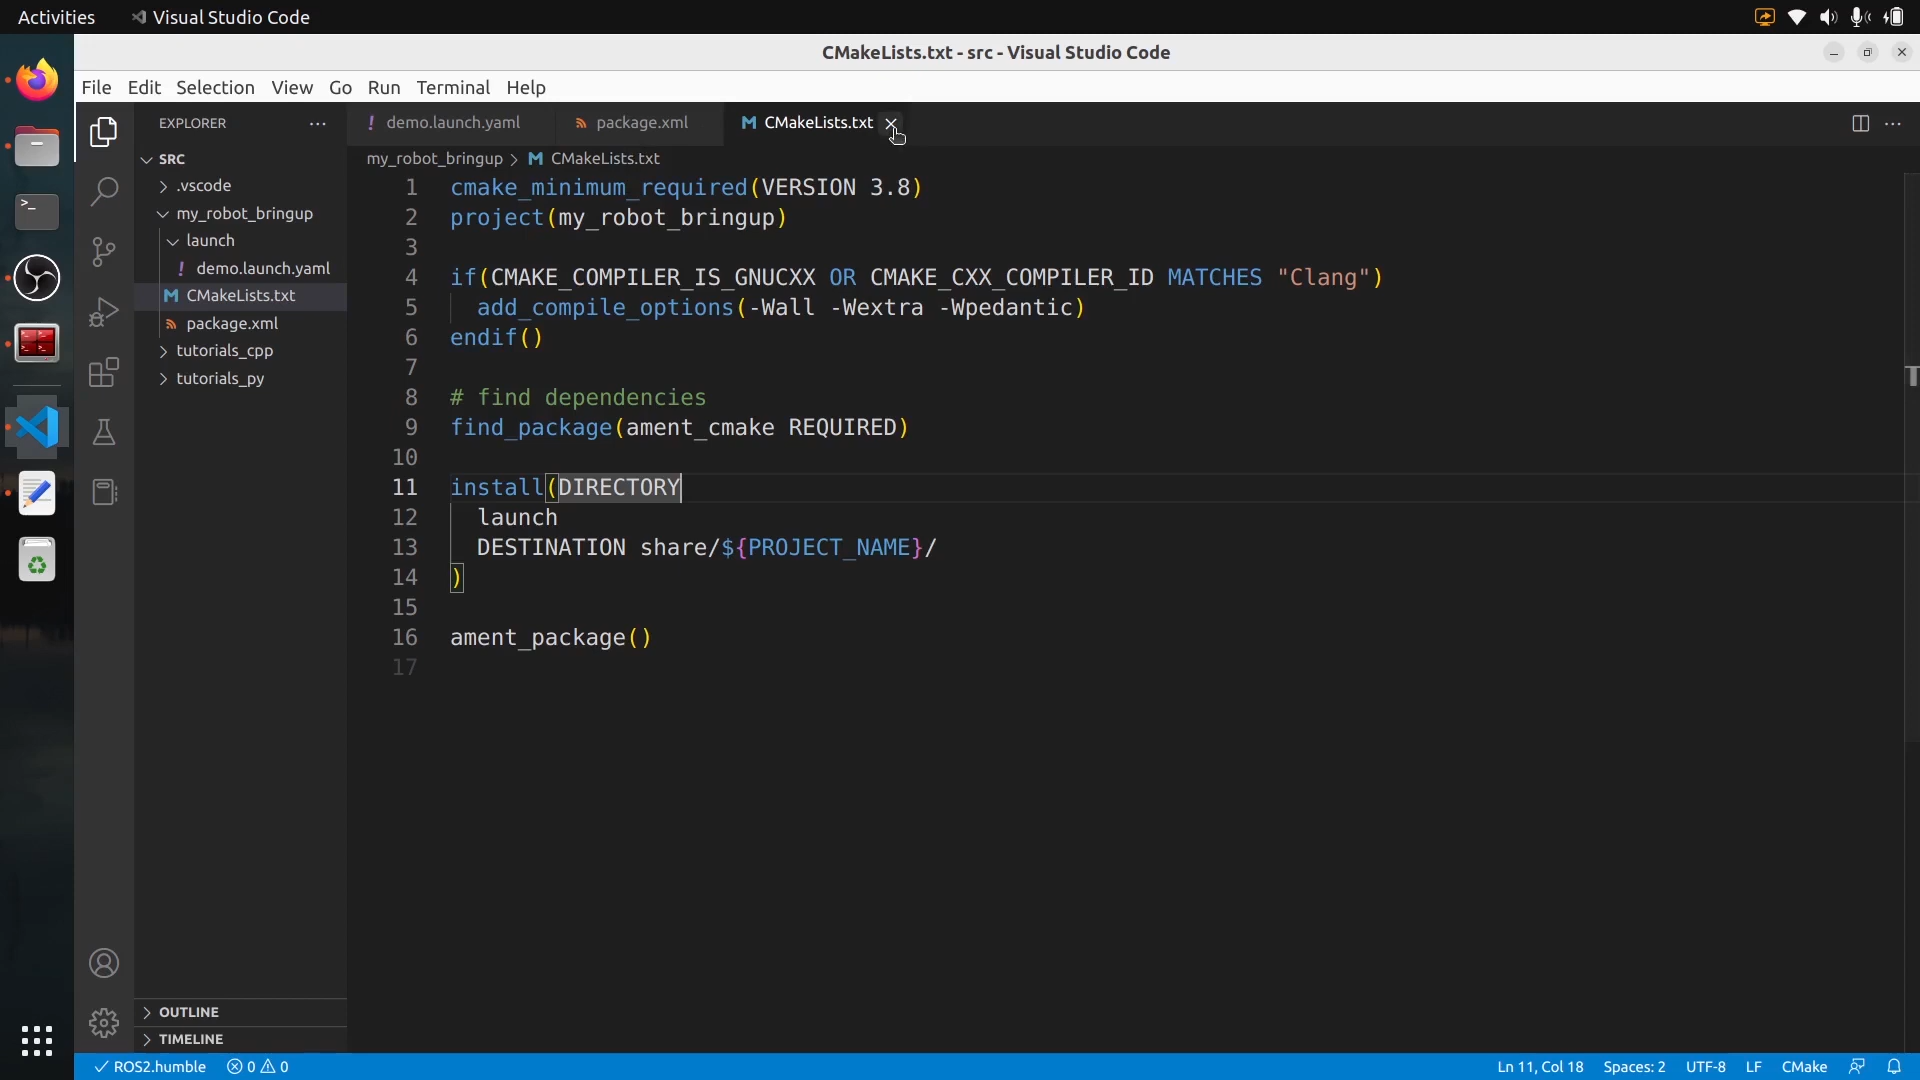 Activities Visual Studio Code
CMakeLists.txt - src - Visual Studio Code
File Edit Selection View Go Run Terminal Help
EXPLORER
SRC
.vscode
my_robot_bringup
launch
demo.launch.yaml
CMakeLists.txt
package.xml
tutorials_cpp
tutorials_py
OUTLINE
TIMELINE
demo.launch.yaml package.xml CMakeLists.txt
my_robot_bringup > CMakeLists.txt
1 cmake_minimum_required(VERSION 3.8)
2 project(my_robot_bringup)
3
4 if(CMAKE_COMPILER_IS_GNUCXX OR CMAKE_CXX_COMPILER_ID MATCHES "Clang")
5 add_compile_options(-Wall -Wextra -Wpedantic)
6 endif()
7
8 # find dependencies
9 find_package(ament_cmake REQUIRED)
10
11 install(DIRECTORY
12 launch
13 DESTINATION share/${PROJECT_NAME}/
14 )
15
16 ament_package()
17
ROS2.humble 0 0 Ln 11, Col 18 Spaces: 2 UTF-8 LF CMake